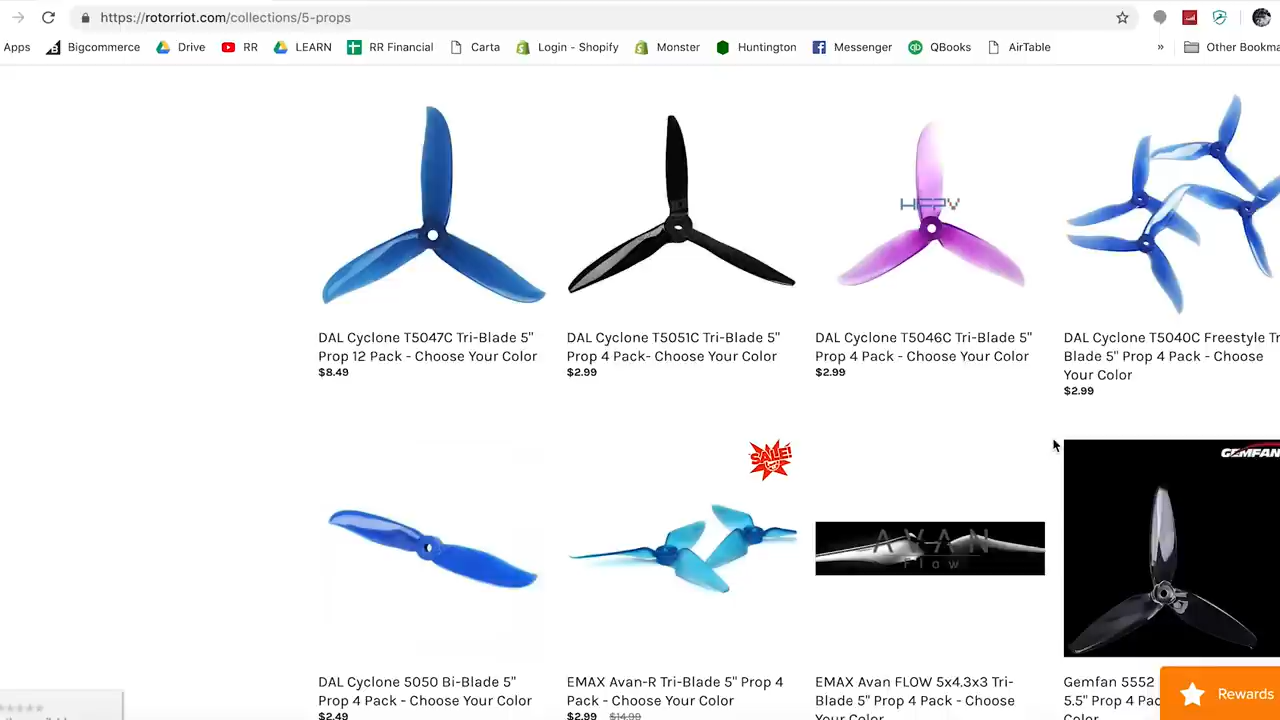 https://rotorriot.com/collections/5-props
Apps Bigcommerce Drive RR LEARN RR Financial Carta Login - Shopify Monster Huntington Messenger QBooks AirTable » Other Bookma
HFPV
DAL Cyclone T5047C Tri-Blade 5"
Prop 12 Pack - Choose Your Color
$8.49
DAL Cyclone T5051C Tri-Blade 5"
Prop 4 Pack- Choose Your Color
$2.99
DAL Cyclone T5046C Tri-Blade 5"
Prop 4 Pack - Choose Your Color
$2.99
DAL Cyclone T5040C Freestyle Tr
Blade 5" Prop 4 Pack - Choose
Your Color
$2.99
SALE!
AVAN
Flow
GEMFAN
DAL Cyclone 5050 Bi-Blade 5"
Prop 4 Pack - Choose Your Color
$2.49
EMAX Avan-R Tri-Blade 5" Prop 4
Pack - Choose Your Color
$2.99 $14.99
EMAX Avan FLOW 5x4.3x3 Tri-
Blade 5" Prop 4 Pack - Choose
Your Color
Gemfan 5552
5.5" Prop 4 Pac
Color
Rewards